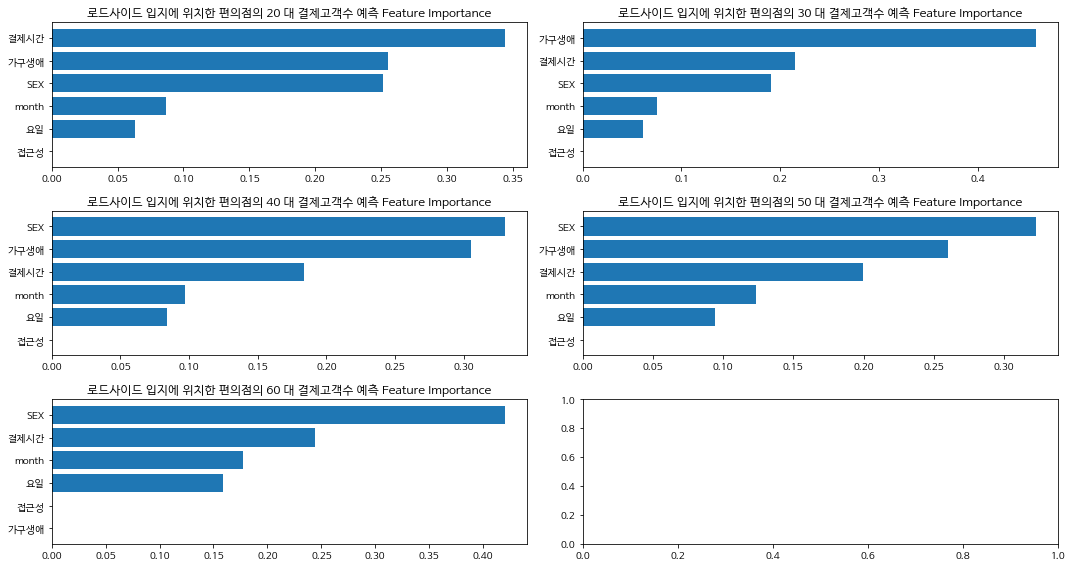 로드사이드 입지에 위치한 편의점의 20 대 결제고객수 예측 Feature Importance
결제시간
가구생애
SEX
month
요일
접근성
0.00 0.05 0.10 0.15 0.20 0.25 0.30 0.35
로드사이드 입지에 위치한 편의점의 30 대 결제고객수 예측 Feature Importance
가구생애
결제시간
SEX
month
요일
접근성
0.0 0.1 0.2 0.3 0.4
로드사이드 입지에 위치한 편의점의 40 대 결제고객수 예측 Feature Importance
SEX
가구생애
결제시간
month
요일
접근성
0.00 0.05 0.10 0.15 0.20 0.25 0.30
로드사이드 입지에 위치한 편의점의 50 대 결제고객수 예측 Feature Importance
SEX
가구생애
결제시간
month
요일
접근성
0.00 0.05 0.10 0.15 0.20 0.25 0.30
로드사이드 입지에 위치한 편의점의 60 대 결제고객수 예측 Feature Importance
SEX
결제시간
month
요일
접근성
가구생애
0.00 0.05 0.10 0.15 0.20 0.25 0.30 0.35 0.40
1.0
0.8
0.6
0.4
0.2
0.0
0.0 0.2 0.4 0.6 0.8 1.0